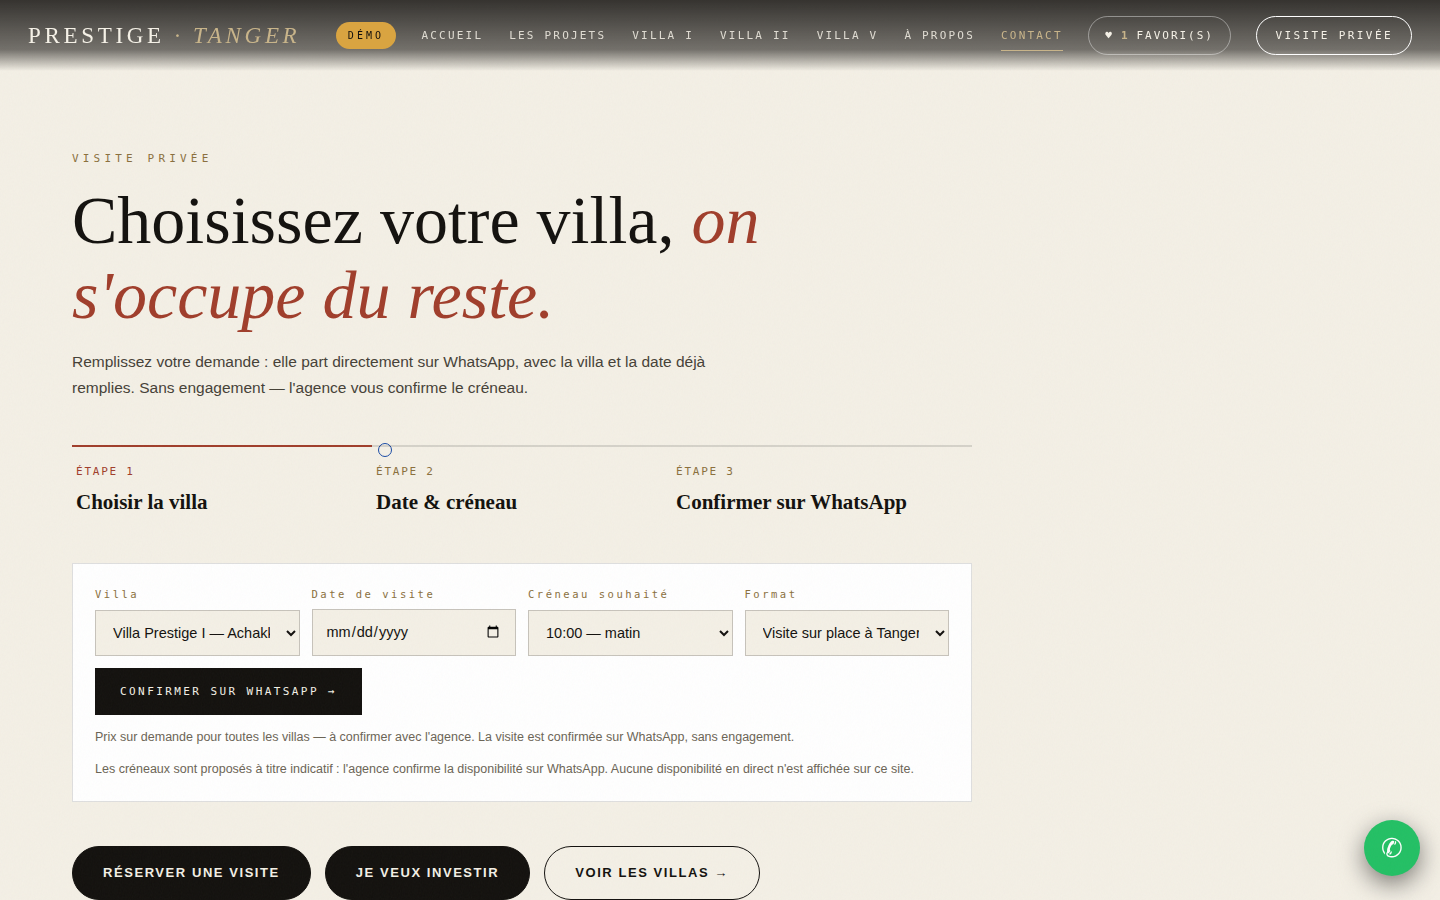 PRESTIGE · TANGER
DÉMO
ACCUEIL
LES PROJETS
VILLA I
VILLA II
VILLA V
À PROPOS
CONTACT
♥ 1 FAVORI(S)
VISITE PRIVÉE
VISITE PRIVÉE
Choisissez votre villa, on
s'occupe du reste.
Remplissez votre demande : elle part directement sur WhatsApp, avec la villa et la date déjà
remplies. Sans engagement — l'agence vous confirme le créneau.
ÉTAPE 1
Choisir la villa
ÉTAPE 2
Date & créneau
ÉTAPE 3
Confirmer sur WhatsApp
Villa
Date de visite
Créneau souhaité
Format
Villa Prestige I — Achakl
mm/dd/yyyy
10:00 — matin
Visite sur place à Tanger
CONFIRMER SUR WHATSAPP →
Prix sur demande pour toutes les villas — à confirmer avec l'agence. La visite est confirmée sur WhatsApp, sans engagement.
Les créneaux sont proposés à titre indicatif : l'agence confirme la disponibilité sur WhatsApp. Aucune disponibilité en direct n'est affichée sur ce site.
RÉSERVER UNE VISITE
JE VEUX INVESTIR
VOIR LES VILLAS →